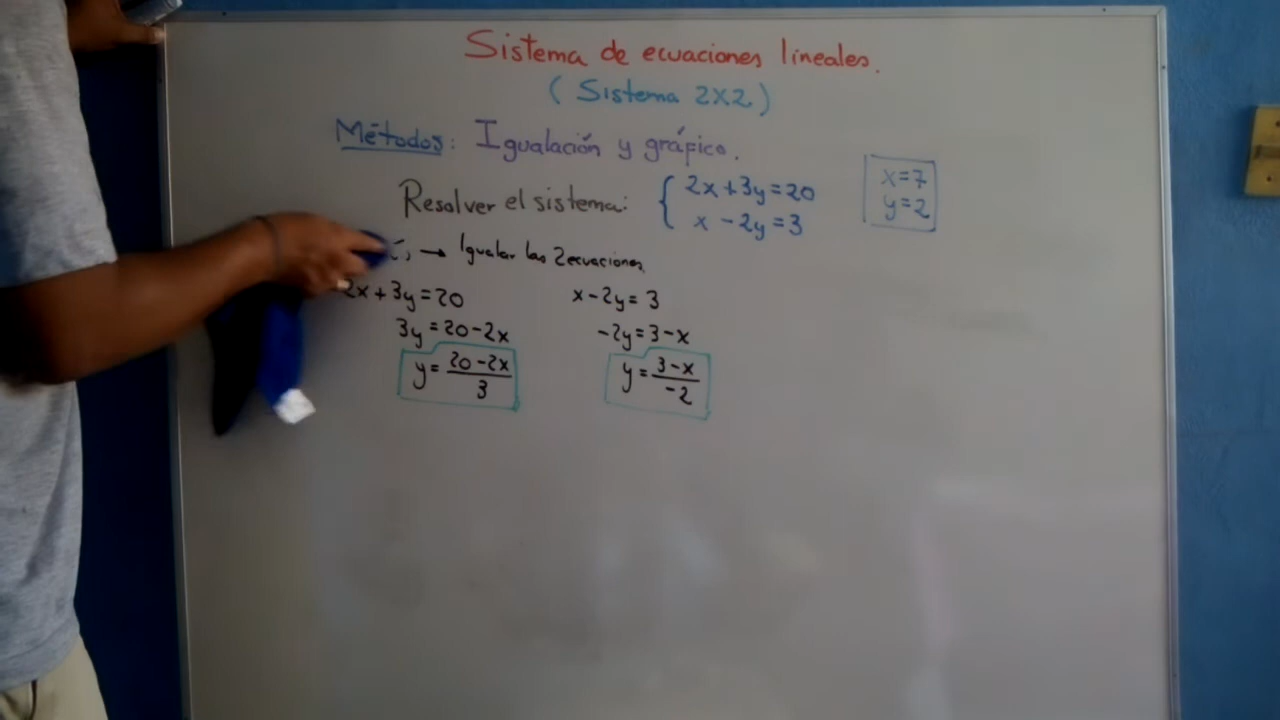 Sistema de ecuaciones lineales.
( Sistema 2x2 )
Métodos: Igualación y gráfico.
Resolver el sistema: { 2x+3y=20
x-2y=3
x=7
y=2
→ Igualar las 2 ecuaciones.
2x+3y=20
3y=20-2x
y=\frac{20-2x}{3}
x-2y=3
-2y=3-x
y=\frac{3-x}{-2}